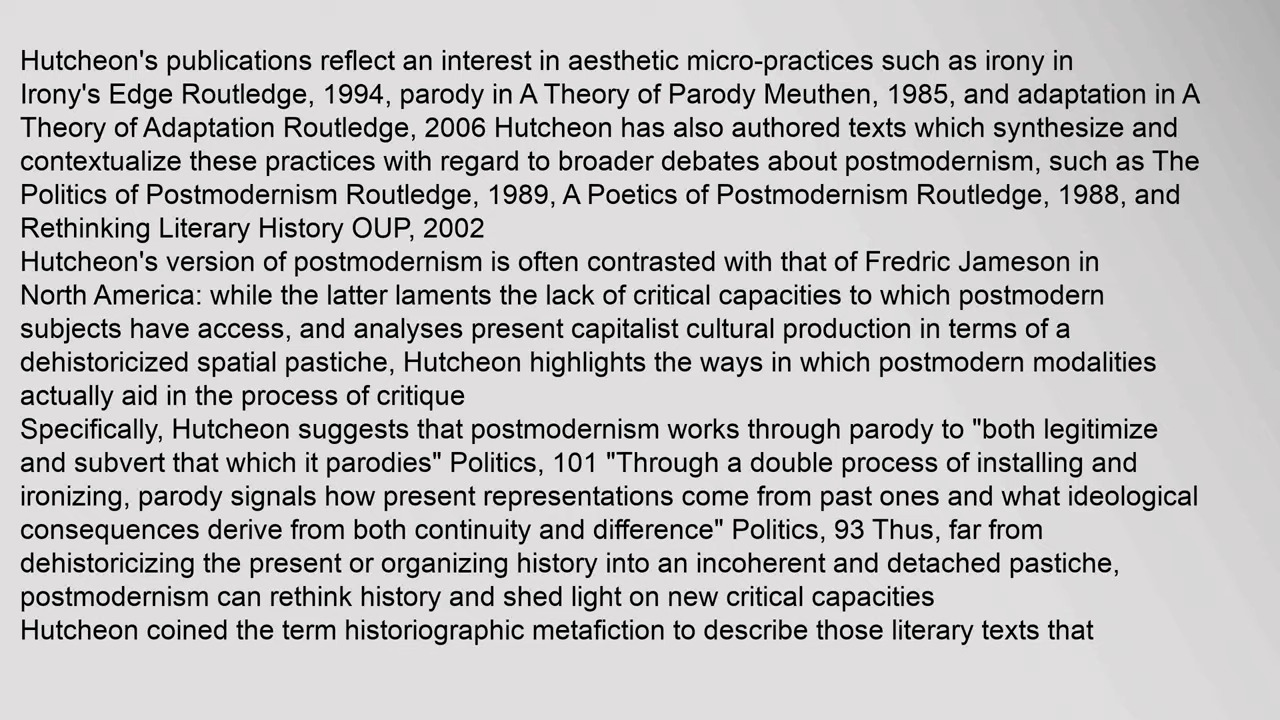 Hutcheon's publications reflect an interest in aesthetic micro-practices such as irony in
Irony's Edge Routledge, 1994, parody in A Theory of Parody Meuthen, 1985, and adaptation in A
Theory of Adaptation Routledge, 2006 Hutcheon has also authored texts which synthesize and
contextualize these practices with regard to broader debates about postmodernism, such as The
Politics of Postmodernism Routledge, 1989, A Poetics of Postmodernism Routledge, 1988, and
Rethinking Literary History OUP, 2002
Hutcheon's version of postmodernism is often contrasted with that of Fredric Jameson in
North America: while the latter laments the lack of critical capacities to which postmodern
subjects have access, and analyses present capitalist cultural production in terms of a
dehistoricized spatial pastiche, Hutcheon highlights the ways in which postmodern modalities
actually aid in the process of critique
Specifically, Hutcheon suggests that postmodernism works through parody to "both legitimize
and subvert that which it parodies" Politics, 101 "Through a double process of installing and
ironizing, parody signals how present representations come from past ones and what ideological
consequences derive from both continuity and difference" Politics, 93 Thus, far from
dehistoricizing the present or organizing history into an incoherent and detached pastiche,
postmodernism can rethink history and shed light on new critical capacities
Hutcheon coined the term historiographic metafiction to describe those literary texts that